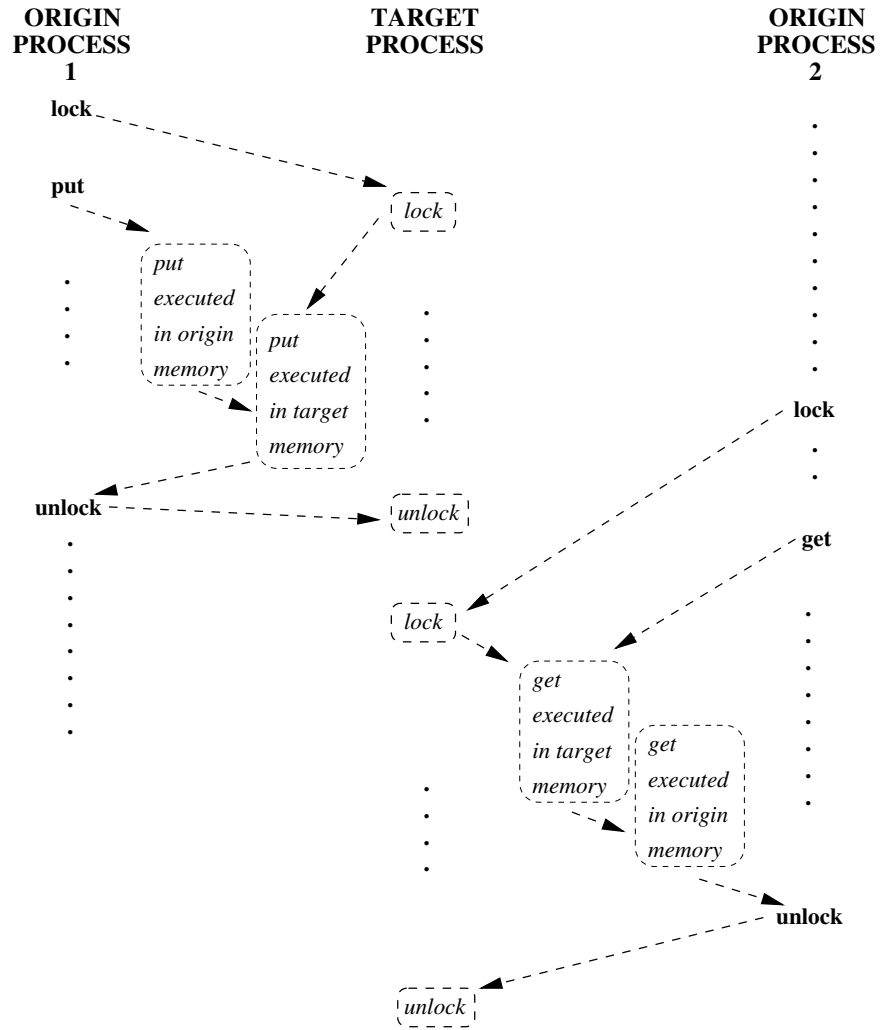 ORIGIN
PROCESS
1
TARGET
PROCESS
ORIGIN
PROCESS
2
lock
put
lock
put
executed
in origin
memory
put
executed
in target
memory
lock
unlock
unlock
get
lock
get
executed
in target
memory
get
executed
in origin
memory
unlock
unlock